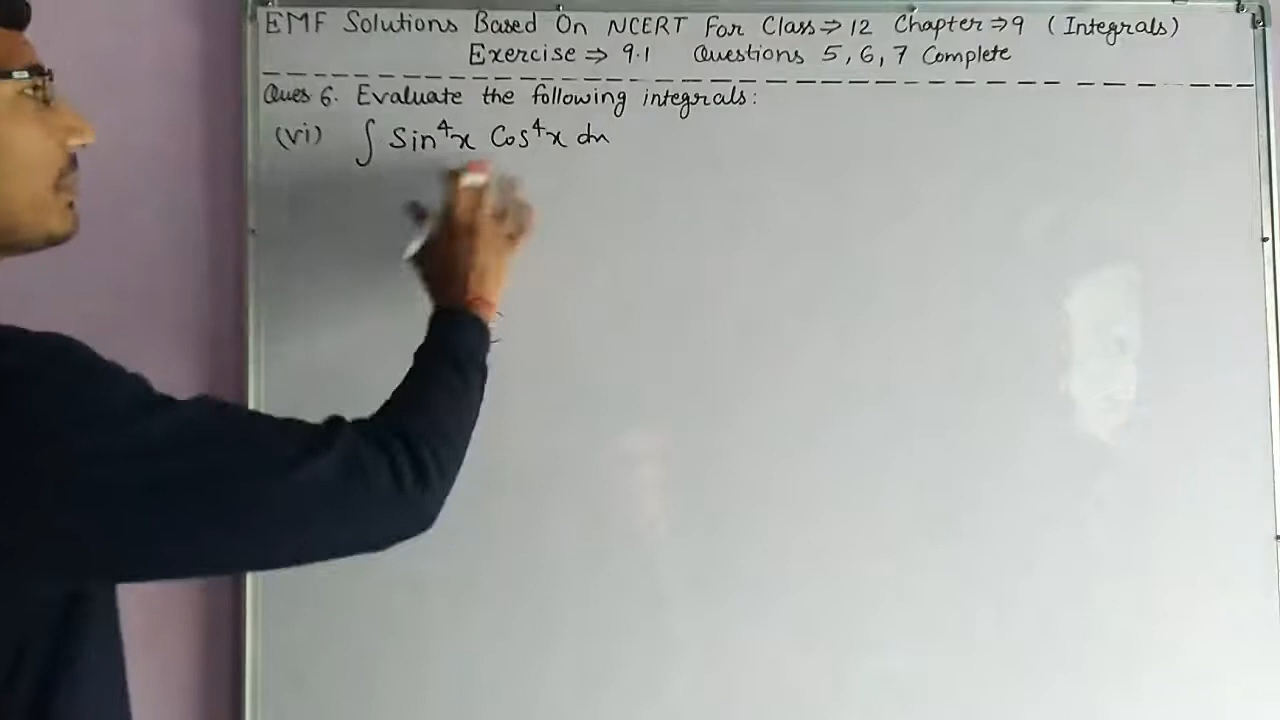 EMF Solutions Based On NCERT For Class⇒12 Chapter⇒9 (Integrals)
Exercise ⇒ 9.1 Questions 5, 6, 7 Complete
Ques 6. Evaluate the following integrals:
(vi) ∫ Sin⁴x Cos⁴x dx